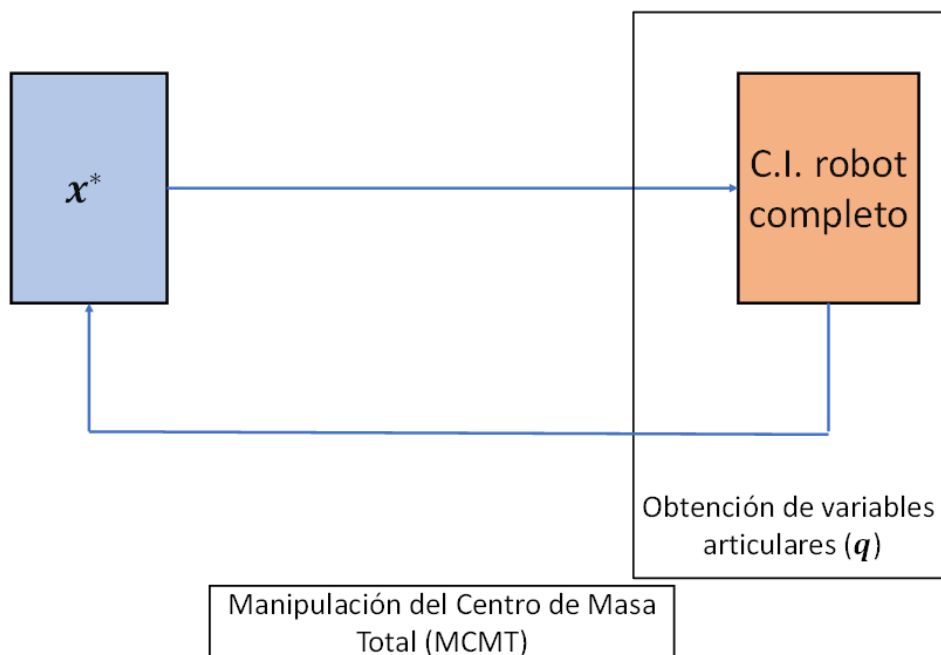 x*
C.I. robot
completo
Obtención de variables
articulares (q)
Manipulación del Centro de Masa
Total (MCMT)